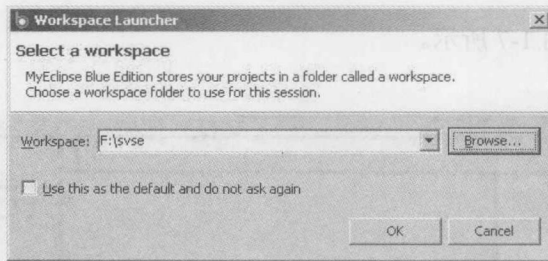 Workspace Launcher
Select a workspace
MyEclipse Blue Edition stores your projects in a folder called a workspace.
Choose a workspace folder to use for this session.
Workspace: F:\svse Browse...
Use this as the default and do not ask again
OK Cancel